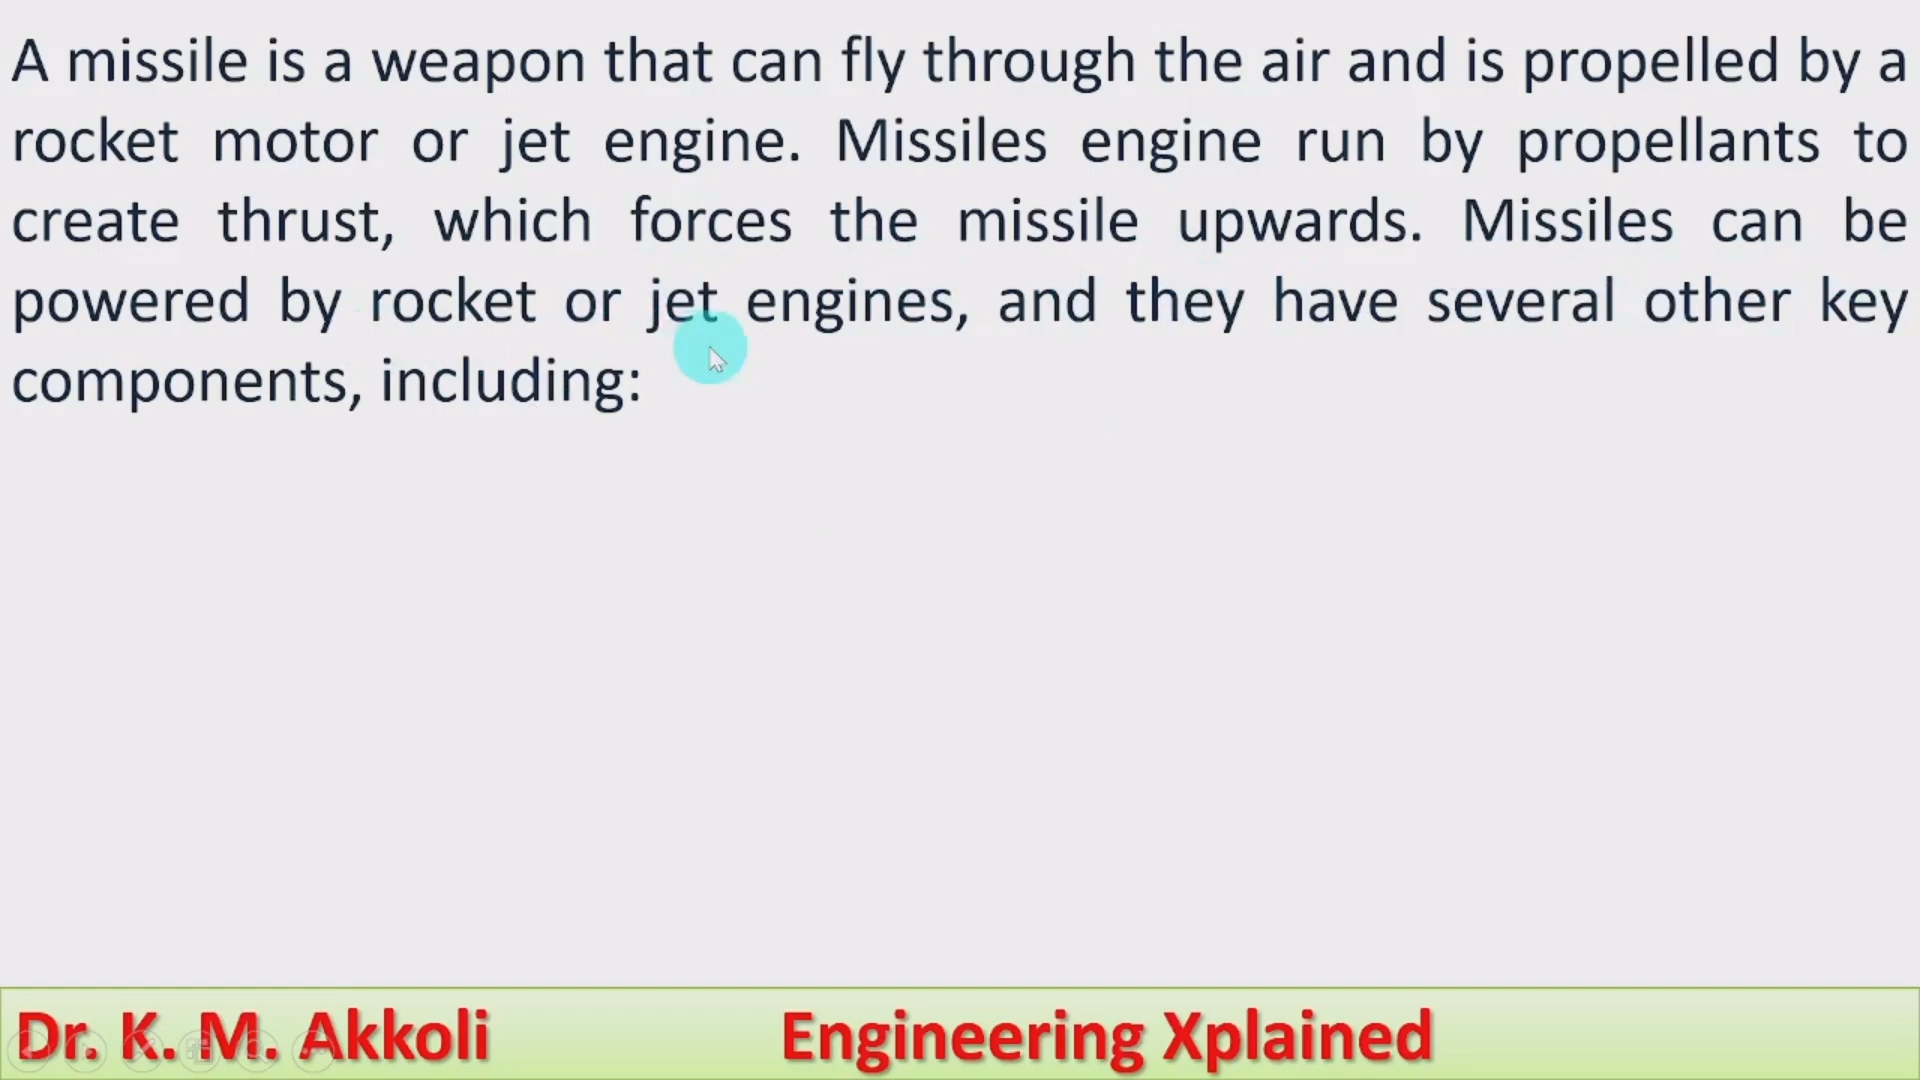 A missile is a weapon that can fly through the air and is propelled by a
rocket motor or jet engine. Missiles engine run by propellants to
create thrust, which forces the missile upwards. Missiles can be
powered by rocket or jet engines, and they have several other key
components, including:
Dr. K. M. Akkoli Engineering Xplained